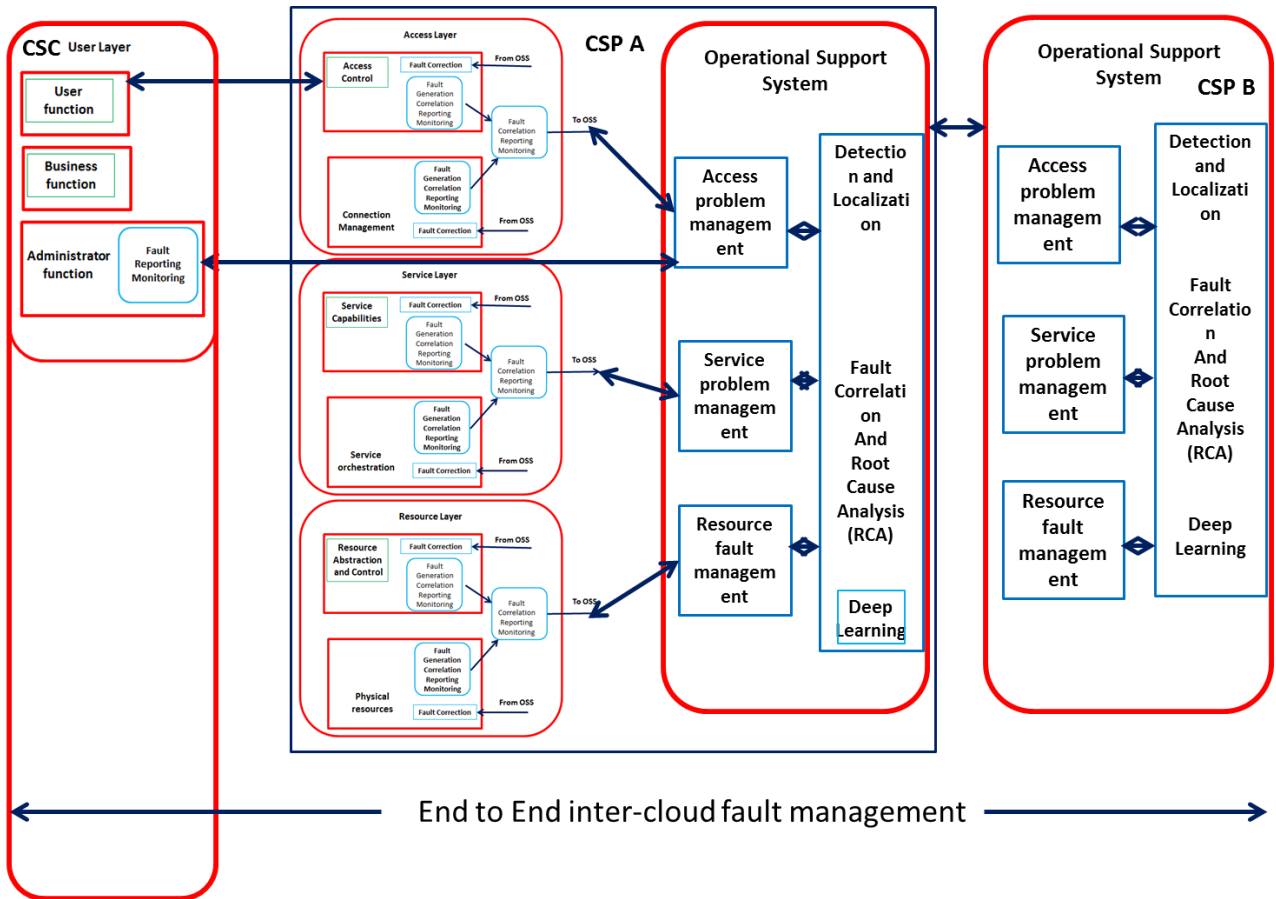 CSC User Layer
User
function
Business
function
Administrator
function
Fault
Reporting
Monitoring
CSP A
Access Layer
Access
Control
Fault Correction
From OSS
Fault
Generation
Correlation
Reporting
Monitoring
Fault
Correlation
Reporting
Monitoring
To OSS
Fault
Generation
Correlation
Reporting
Monitoring
Connection
Management
Fault Correction
From OSS
Service Layer
Service
Capabilities
Fault Correction
From OSS
Fault
Generation
Correlation
Reporting
Monitoring
Fault
Correlation
Reporting
Monitoring
To OSS
Fault
Generation
Correlation
Reporting
Monitoring
Service
orchestration
Fault Correction
From OSS
Resource Layer
Resource
Abstraction
and Control
Fault Correction
From OSS
Fault
Generation
Correlation
Reporting
Monitoring
Fault
Correlation
Reporting
Monitoring
To OSS
Fault
Generation
Correlation
Reporting
Monitoring
Physical
resources
Fault Correction
From OSS
Operational Support
System
Access
problem
managem
ent
Service
problem
managem
ent
Resource
fault
managem
ent
Detectio
n and
Localizati
on
Fault
Correlati
on
And
Root
Cause
Analysis
(RCA)
Deep
Learning
Operational Support
System
CSP B
Access
problem
managem
ent
Service
problem
managem
ent
Resource
fault
managem
ent
Detection
and
Localizati
on
Fault
Correlatio
n
And
Root
Cause
Analysis
(RCA)
Deep
Learning
End to End inter-cloud fault management